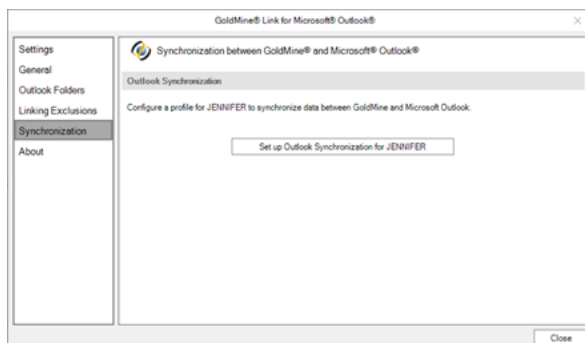 GoldMine® Link for Microsoft® Outlook®
Settings
General
Outlook Folders
Linking Exclusions
Synchronization
About
Synchronization between GoldMine® and Microsoft® Outlook®
Outlook Synchronization
Configure a profile for JENNIFER to synchronize data between GoldMine and Microsoft Outlook.
Set up Outlook Synchronization for JENNIFER
Close